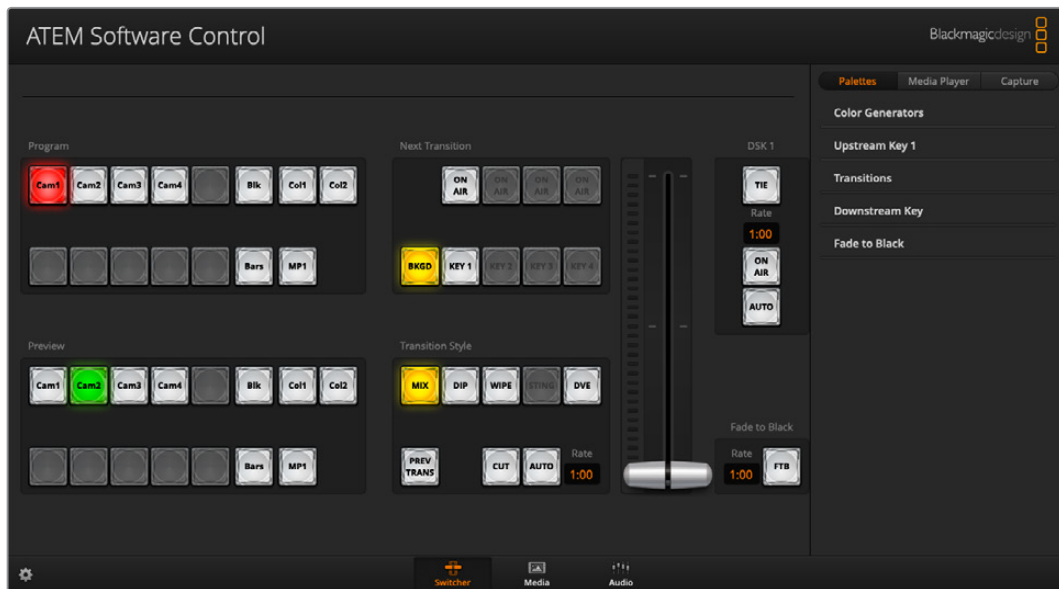 ATEM Software Control
Blackmagicdesign
Palettes Media Player Capture
Color Generators
Upstream Key 1
Transitions
Downstream Key
Fade to Black
Program
Cam1 Cam2 Cam3 Cam4 Blk Col1 Col2
Bars MP1
Next Transition
ON AIR ON AIR ON AIR ON AIR
BKGD KEY 1 KEY 2 KEY 3 KEY 4
DSK 1
TIE
Rate
1:00
ON AIR
AUTO
Preview
Cam1 Cam2 Cam3 Cam4 Blk Col1 Col2
Bars MP1
Transition Style
MIX DIP WIPE STING DVE
PREV TRANS CUT AUTO
Rate
1:00
Fade to Black
Rate
1:00
FTB
Switcher Media Audio